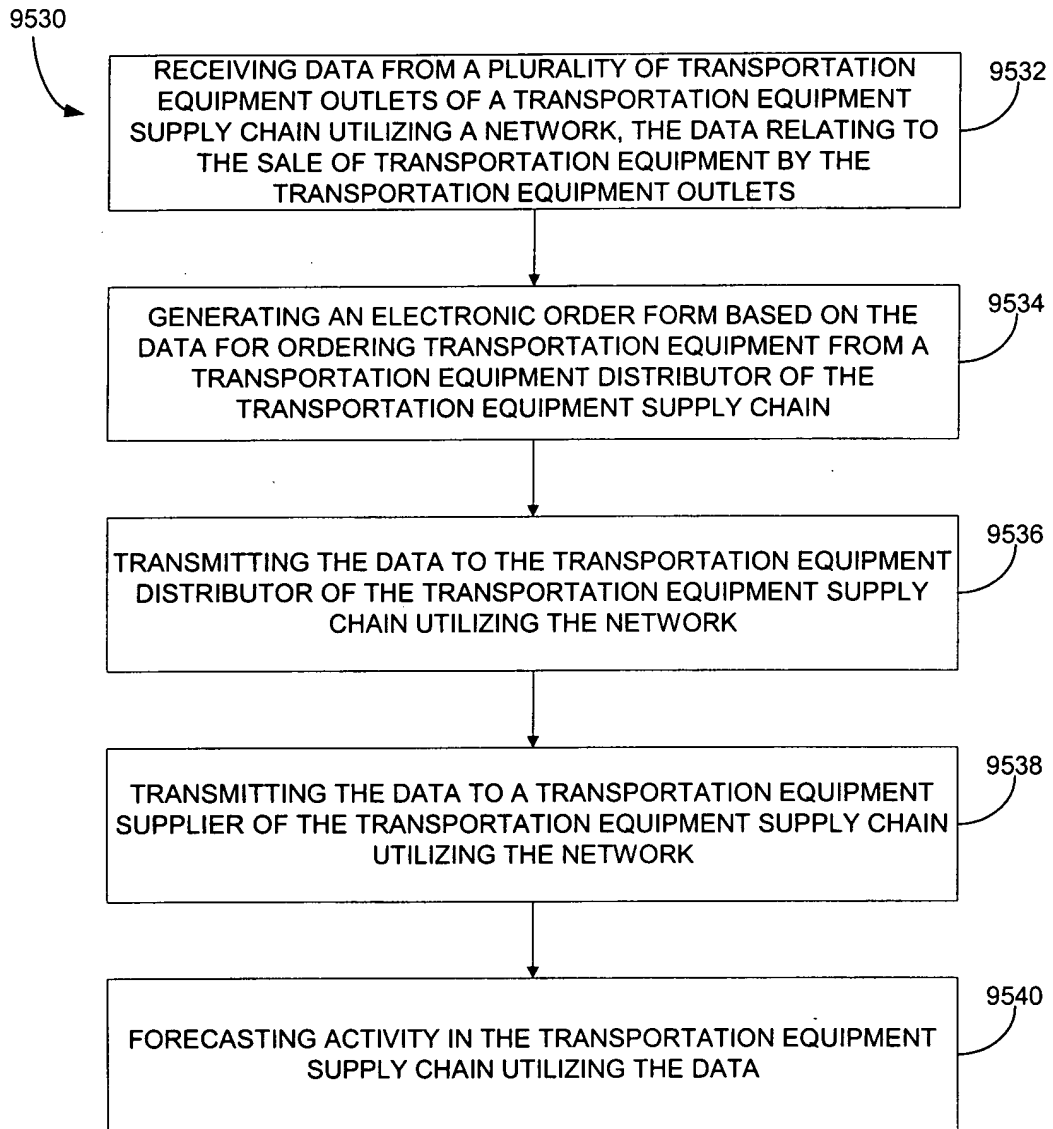 9530
RECEIVING DATA FROM A PLURALITY OF TRANSPORTATION
EQUIPMENT OUTLETS OF A TRANSPORTATION EQUIPMENT
SUPPLY CHAIN UTILIZING A NETWORK, THE DATA RELATING TO
THE SALE OF TRANSPORTATION EQUIPMENT BY THE
TRANSPORTATION EQUIPMENT OUTLETS
9532
GENERATING AN ELECTRONIC ORDER FORM BASED ON THE
DATA FOR ORDERING TRANSPORTATION EQUIPMENT FROM A
TRANSPORTATION EQUIPMENT DISTRIBUTOR OF THE
TRANSPORTATION EQUIPMENT SUPPLY CHAIN
9534
TRANSMITTING THE DATA TO THE TRANSPORTATION EQUIPMENT
DISTRIBUTOR OF THE TRANSPORTATION EQUIPMENT SUPPLY
CHAIN UTILIZING THE NETWORK
9536
TRANSMITTING THE DATA TO A TRANSPORTATION EQUIPMENT
SUPPLIER OF THE TRANSPORTATION EQUIPMENT SUPPLY CHAIN
UTILIZING THE NETWORK
9538
FORECASTING ACTIVITY IN THE TRANSPORTATION EQUIPMENT
SUPPLY CHAIN UTILIZING THE DATA
9540